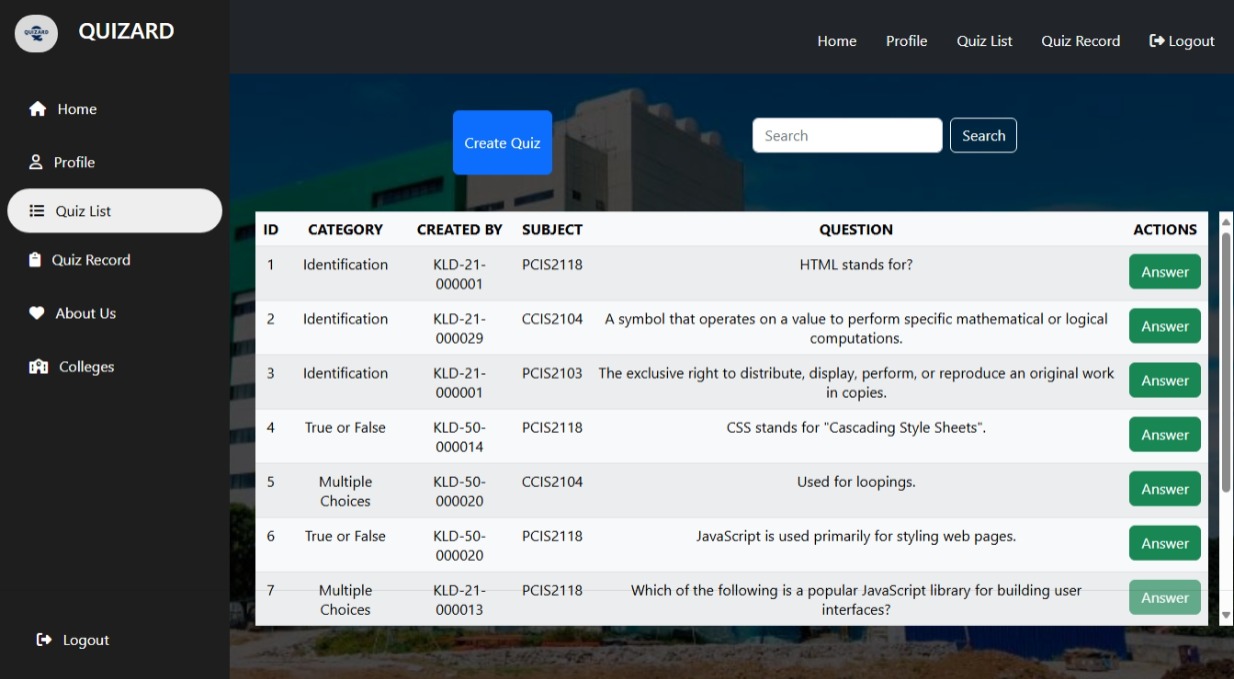 QUIZARD
QUIZARD
Home
Profile
Quiz List
Quiz Record
About Us
Colleges
Logout
Home Profile Quiz List Quiz Record Logout
Create Quiz
Search Search
ID CATEGORY CREATED BY SUBJECT QUESTION ACTIONS
1 Identification KLD-21- PCIS2118 HTML stands for? Answer
000001
2 Identification KLD-21- CCIS2104 A symbol that operates on a value to perform specific mathematical or logical Answer
000029 computations.
3 Identification KLD-21- PCIS2103 The exclusive right to distribute, display, perform, or reproduce an original work Answer
000001 in copies.
4 True or False KLD-50- PCIS2118 CSS stands for "Cascading Style Sheets". Answer
000014
5 Multiple KLD-50- CCIS2104 Used for loopings. Answer
Choices 000020
6 True or False KLD-50- PCIS2118 JavaScript is used primarily for styling web pages. Answer
000020
7 Multiple KLD-21- PCIS2118 Which of the following is a popular JavaScript library for building user Answer
Choices 000013 interfaces?